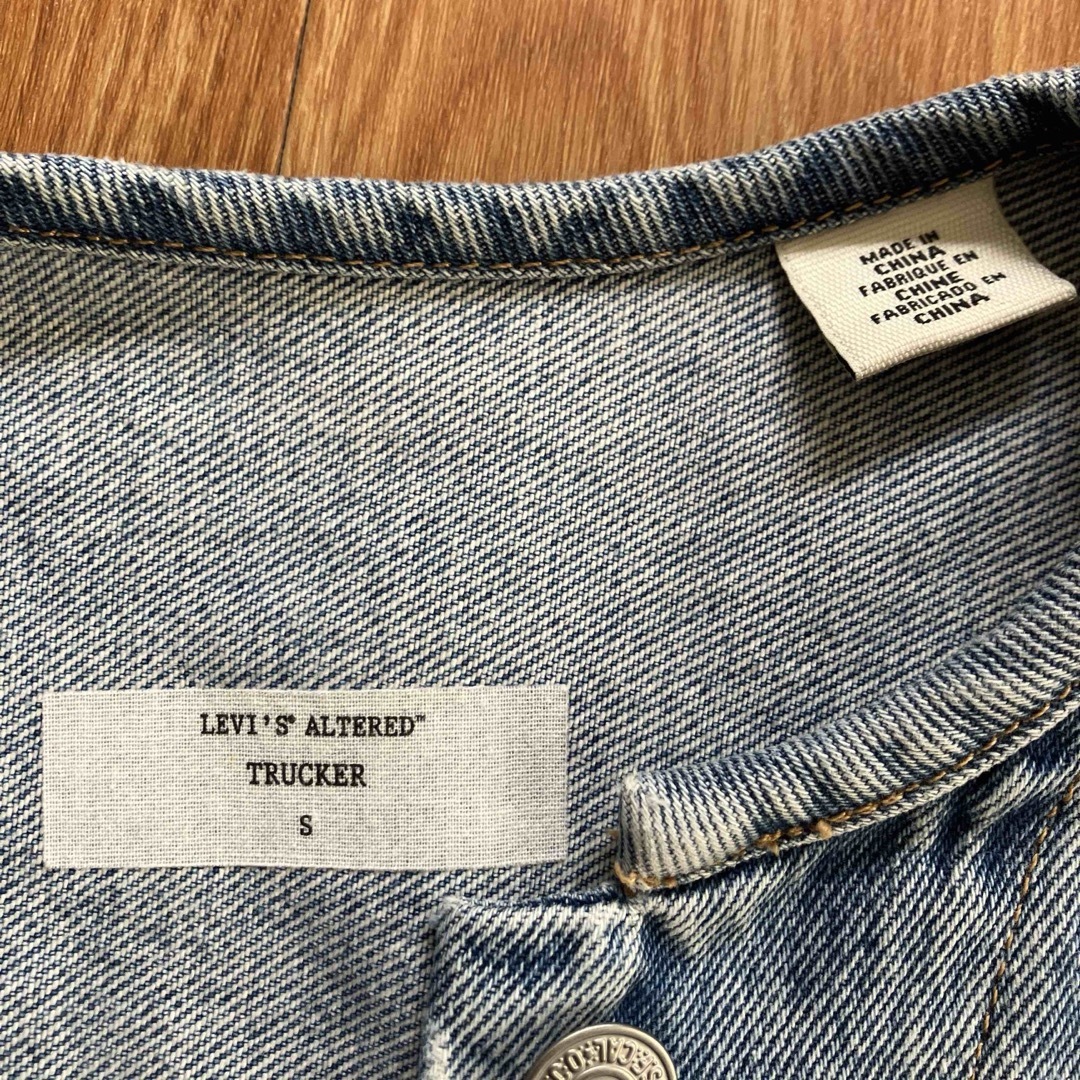 MADE IN
CHINA
FABRIQUE EN
CHINE
FABRICADO EN
CHINA
LEVI'S® ALTERED™
TRUCKER
S